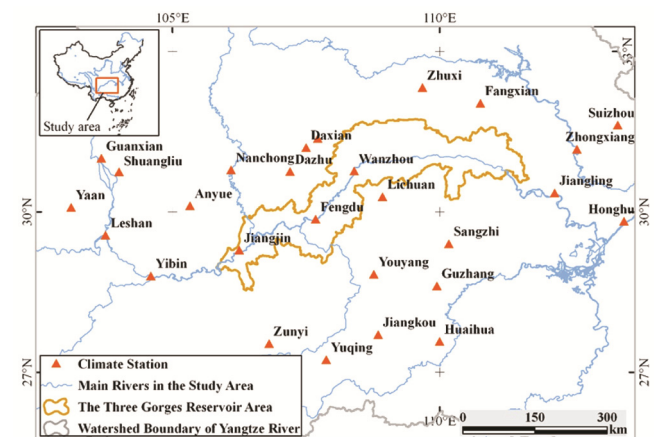 105°E
110°E
33°N
Study area
Zhuxi
Fangxian
Suizhou
Guanxian
Shuangliu
Daxian
Zhongxiang
Nanchong
Dazhu
Wanzhou
Yaan
Anyue
Lichuan
Jiangling
30°N
Leshan
Fengdu
Honghu
30°N
Jiangjin
Sangzhi
Yibin
Youyang
Guzhang
Zunyi
Jiangkou
Huaihua
Yuqing
27°N
Climate Station
27°N
Main Rivers in the Study Area
The Three Gorges Reservoir Area
110°E
0 150 300
km
Watershed Boundary of Yangtze River